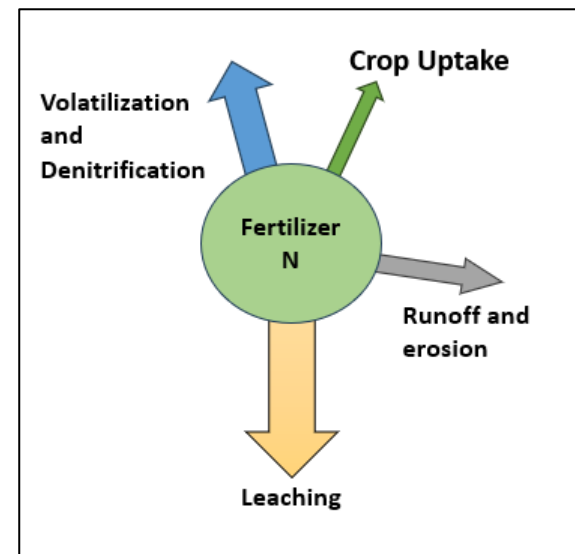 Crop Uptake
Volatilization
and
Denitrification
Fertilizer
N
Runoff and
erosion
Leaching